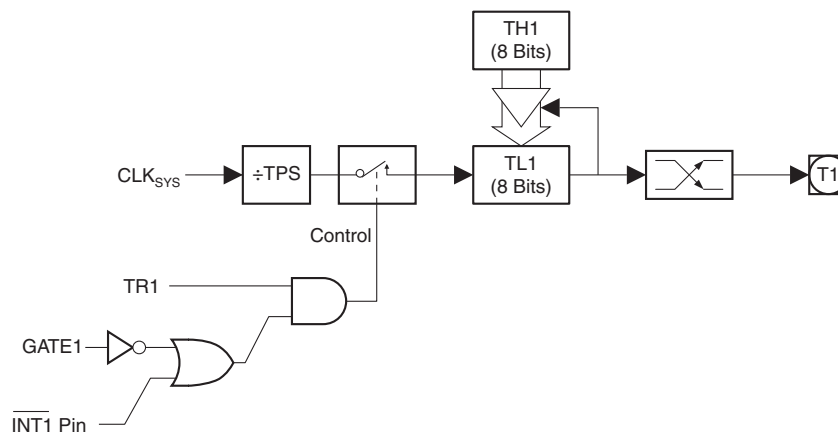 TH1
(8 Bits)
CLKSYS
÷TPS
TL1
(8 Bits)
T1
Control
TR1
GATE1
INT1 Pin